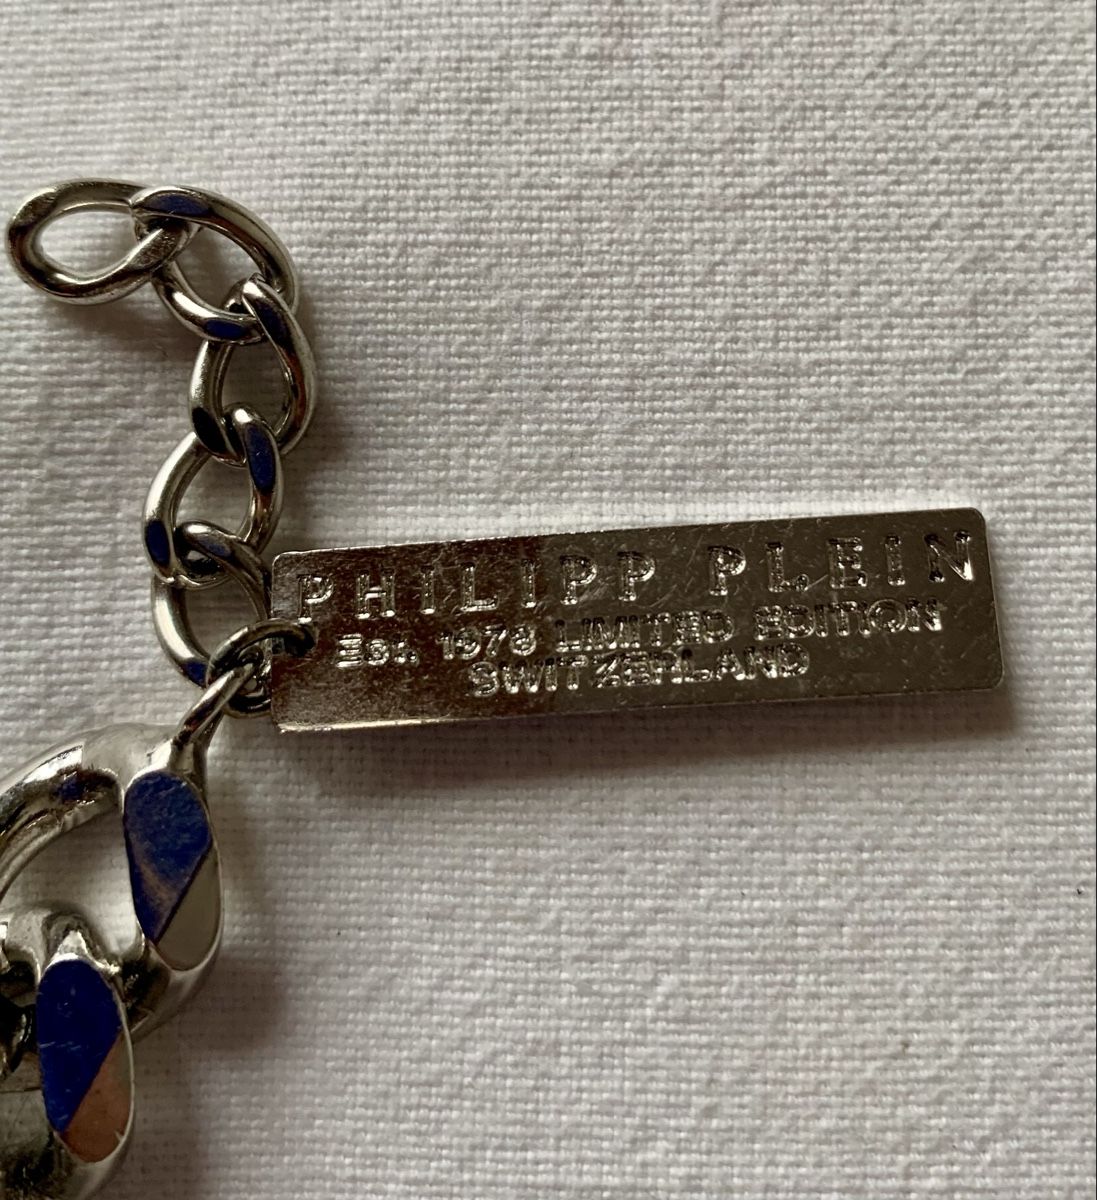 PHILIPP PLEIN
Est. 1978 LIMITED EDITION
SWITZERLAND